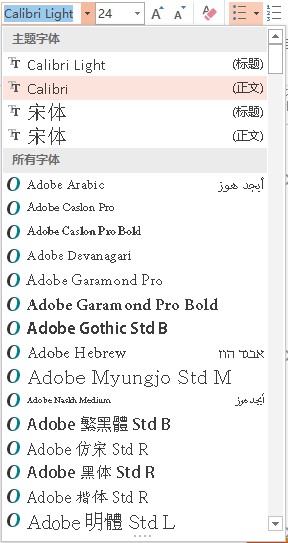 Calibri Light 24
主题字体
Calibri Light (标题)
Calibri (正文)
宋体 (标题)
宋体 (正文)
所有字体
Adobe Arabic أبجد هوز
Adobe Caslon Pro
Adobe Caslon Pro Bold
Adobe Devanagari
Adobe Garamond Pro
Adobe Garamond Pro Bold
Adobe Gothic Std B
Adobe Hebrew אבגד הוז
Adobe Myungjo Std M
Adobe Naskh Medium أبجد هوز
Adobe 繁黑體 Std B
Adobe 仿宋 Std R
Adobe 黑体 Std R
Adobe 楷体 Std R
Adobe 明體 Std L